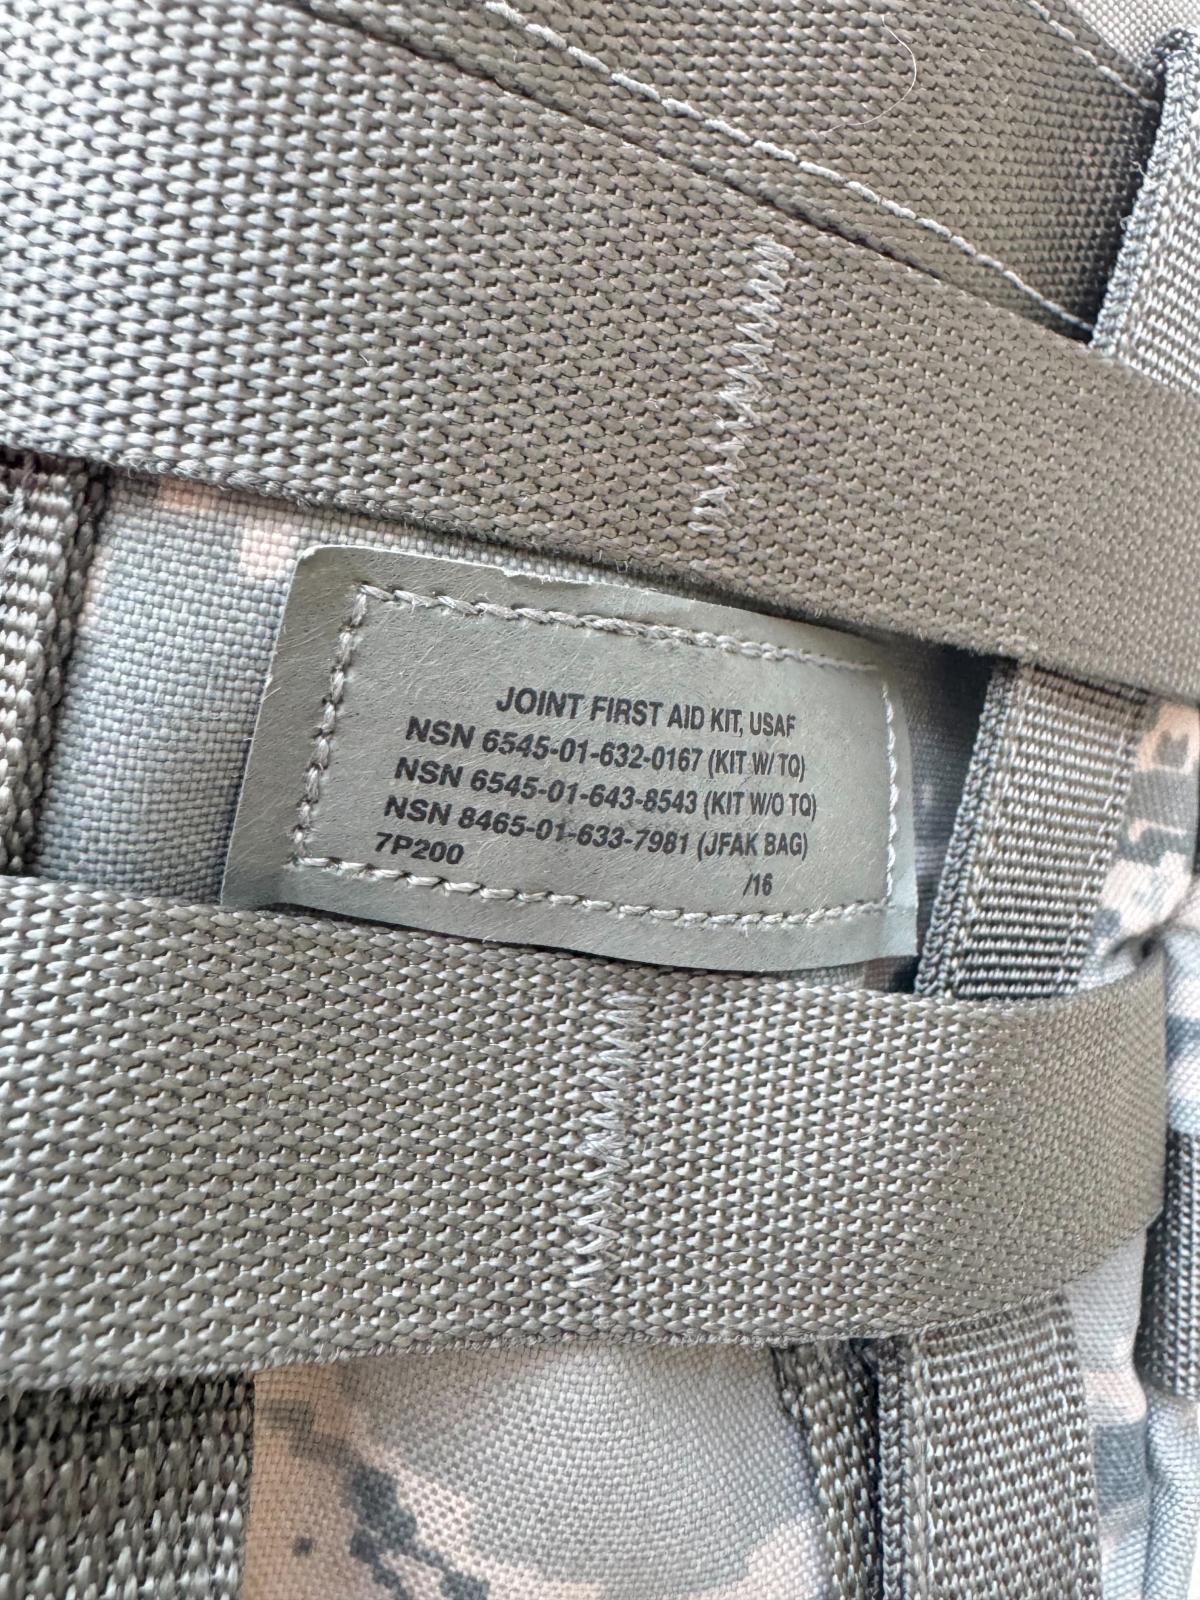 JOINT FIRST AID KIT, USAF
NSN 6545-01-632-0167 (KIT W/ TQ)
NSN 6545-01-643-8543 (KIT W/O TQ)
NSN 8465-01-633-7981 (JFAK BAG)
7P200
/16